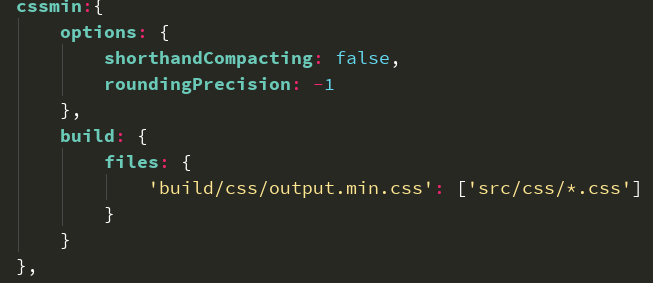 cssmin:{
options: {
shorthandCompacting: false,
roundingPrecision: -1
},
build: {
files: {
'build/css/output.min.css': ['src/css/*.css']
}
}
},